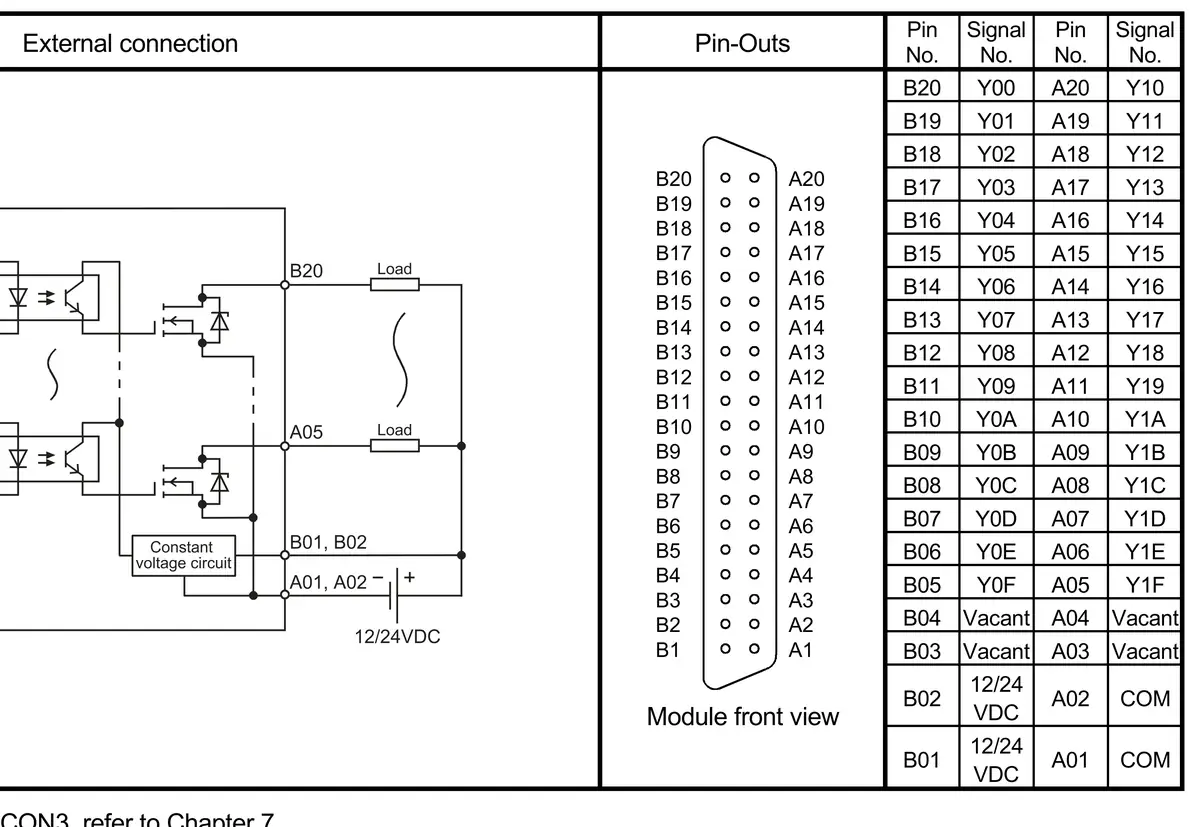 External connection
Pin-Outs
Pin No. Signal No. Pin No. Signal No.
B20 Y00 A20 Y10
B19 Y01 A19 Y11
B18 Y02 A18 Y12
B17 Y03 A17 Y13
B16 Y04 A16 Y14
B15 Y05 A15 Y15
B14 Y06 A14 Y16
B13 Y07 A13 Y17
B12 Y08 A12 Y18
B11 Y09 A11 Y19
B10 Y0A A10 Y1A
B09 Y0B A09 Y1B
B08 Y0C A08 Y1C
B07 Y0D A07 Y1D
B06 Y0E A06 Y1E
B05 Y0F A05 Y1F
B04 Vacant A04 Vacant
B03 Vacant A03 Vacant
B02 12/24 VDC A02 COM
B01 12/24 VDC A01 COM
B20 Load
A05 Load
Constant
voltage circuit
B01, B02
A01, A02 − +
12/24VDC
B20 A20
B19 A19
B18 A18
B17 A17
B16 A16
B15 A15
B14 A14
B13 A13
B12 A12
B11 A11
B10 A10
B9 A9
B8 A8
B7 A7
B6 A6
B5 A5
B4 A4
B3 A3
B2 A2
B1 A1
Module front view
CON3, refer to Chapter 7